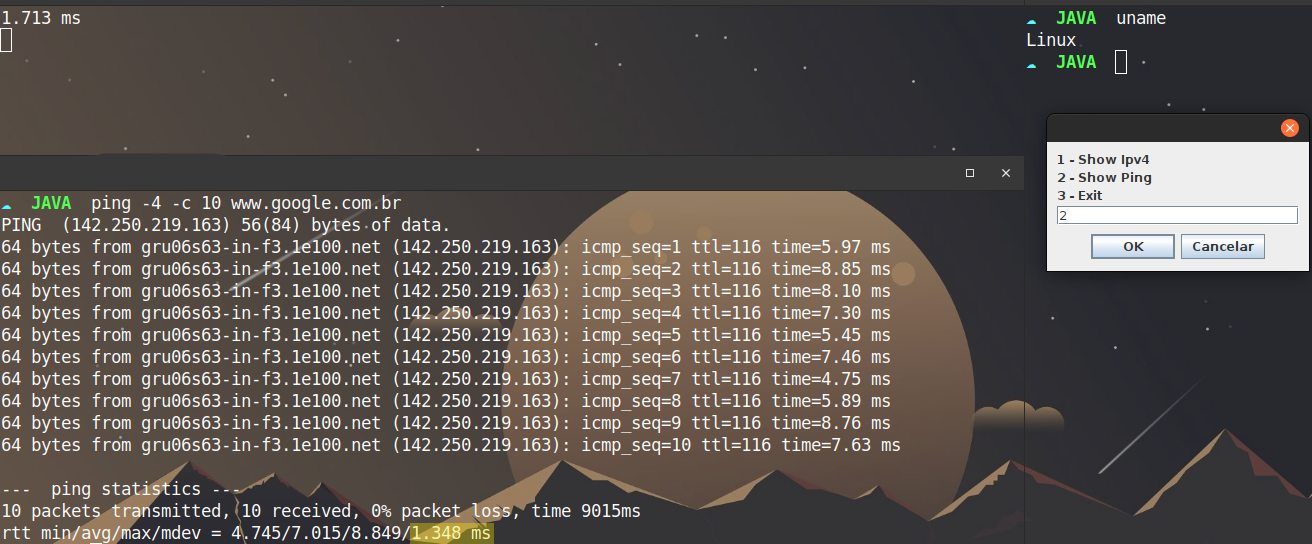 1.713 ms
JAVA uname
Linux
JAVA
1 - Show Ipv4
2 - Show Ping
3 - Exit
2
OK Cancelar
JAVA ping -4 -c 10 www.google.com.br
PING  (142.250.219.163) 56(84) bytes of data.
64 bytes from gru06s63-in-f3.1e100.net (142.250.219.163): icmp_seq=1 ttl=116 time=5.97 ms
64 bytes from gru06s63-in-f3.1e100.net (142.250.219.163): icmp_seq=2 ttl=116 time=8.85 ms
64 bytes from gru06s63-in-f3.1e100.net (142.250.219.163): icmp_seq=3 ttl=116 time=8.10 ms
64 bytes from gru06s63-in-f3.1e100.net (142.250.219.163): icmp_seq=4 ttl=116 time=7.30 ms
64 bytes from gru06s63-in-f3.1e100.net (142.250.219.163): icmp_seq=5 ttl=116 time=5.45 ms
64 bytes from gru06s63-in-f3.1e100.net (142.250.219.163): icmp_seq=6 ttl=116 time=7.46 ms
64 bytes from gru06s63-in-f3.1e100.net (142.250.219.163): icmp_seq=7 ttl=116 time=4.75 ms
64 bytes from gru06s63-in-f3.1e100.net (142.250.219.163): icmp_seq=8 ttl=116 time=5.89 ms
64 bytes from gru06s63-in-f3.1e100.net (142.250.219.163): icmp_seq=9 ttl=116 time=8.76 ms
64 bytes from gru06s63-in-f3.1e100.net (142.250.219.163): icmp_seq=10 ttl=116 time=7.63 ms
---  ping statistics ---
10 packets transmitted, 10 received, 0% packet loss, time 9015ms
rtt min/avg/max/mdev = 4.745/7.015/8.849/1.348 ms